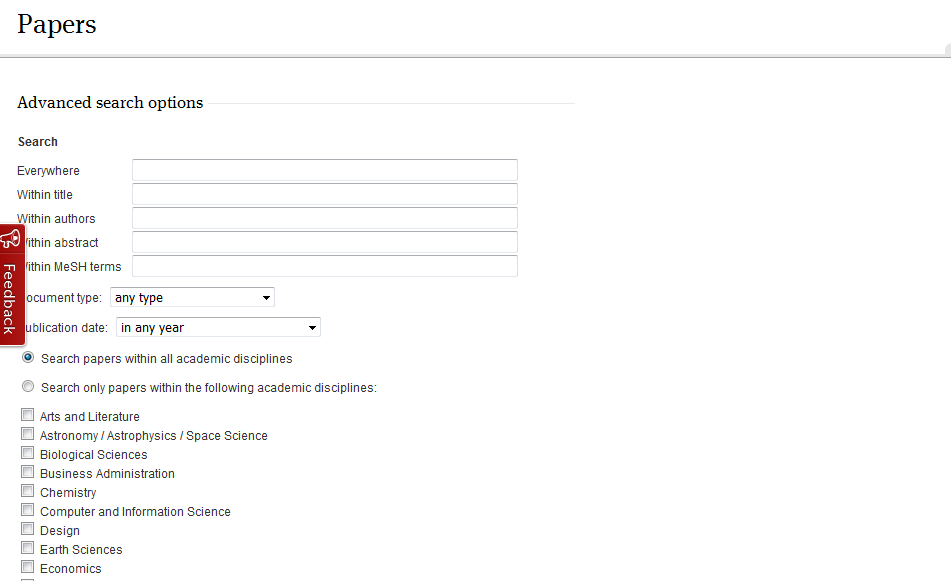 Papers
Advanced search options
Search
Everywhere
Within title
Within authors
ithin abstract
ithin MeSH terms
Feedback
ocument type: any type
ublication date: in any year
Search papers within all academic disciplines
Search only papers within the following academic disciplines:
Arts and Literature
Astronomy / Astrophysics / Space Science
Biological Sciences
Business Administration
Chemistry
Computer and Information Science
Design
Earth Sciences
Economics